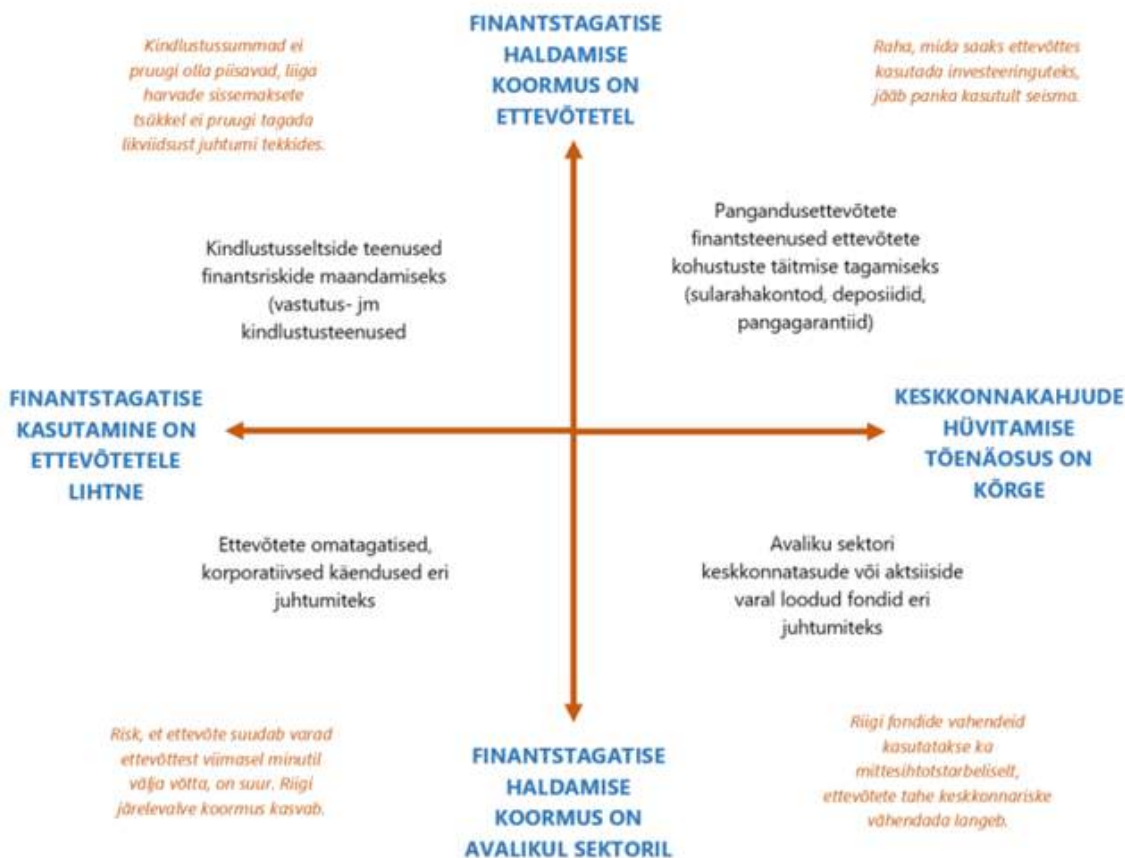 FINANTSTAGATISE
HALDAMISE
KOORMUS ON
ETTEVÕTETEL
Kindlustussummad ei
pruugi olla piisavad, liiga
harvade sissemaksete
tsükkel ei pruugi tagada
likviidsust juhtumi tekkides.
Raha, mida saaks ettevõttes
kasutada investeeringuteks,
jääb panka kasutult seisma.
Kindlustusseltside teenused
finantsriskide maandamiseks
(vastutus- jm
kindlustusteenused
Pangandusettevõtete
finantsteenused ettevõtete
kohustuste täitmise tagamiseks
(sularahakontod, deposiidid,
pangagarantiid)
FINANTSTAGATISE
KASUTAMINE ON
ETTEVÕTETELE
LIHTNE
KESKKONNAKAHJUDE
HÜVITAMISE
TÕENÄOSUS ON
KÕRGE
Ettevõtete omatagatised,
korporatiivsed käendused eri
juhtumiteks
Avaliku sektori
keskkonnatasude või aktsiiside
varal loodud fondid eri
juhtumiteks
Risk, et ettevõte suudab varad
ettevõttest viimasel minutil
välja võtta, on suur. Riigi
järelevalve koormus kasvab.
FINANTSTAGATISE
HALDAMISE
KOORMUS ON
AVALIKUL SEKTORIL
Riigi fondide vahendeid
kasutatakse ka
mittesihtotstarbeliselt,
ettevõtete tahe keskkonnariske
vähendada langeb.